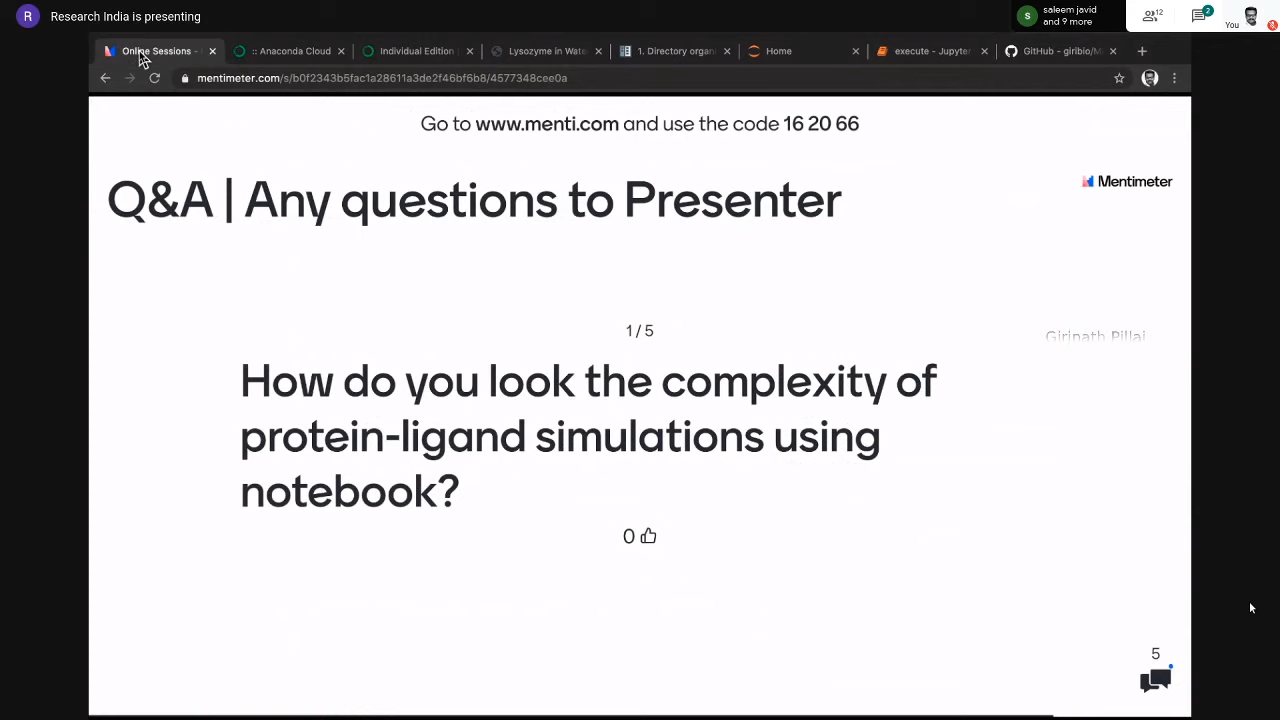 R Research India is presenting
S saleem javid
and 9 more
12
2
You
Online Sessions -
:: Anaconda Cloud
Individual Edition
Lysozyme in Wate
1. Directory organ
Home
execute - Jupyter
GitHub - giribio/M
mentimeter.com/s/b0f2343b5fac1a28611a3de2f46bf6b8/4577348cee0a
Go to www.menti.com and use the code 16 20 66
Mentimeter
Q&A | Any questions to Presenter
1 / 5
Girinath Pillai
How do you look the complexity of
protein-ligand simulations using
notebook?
0
5